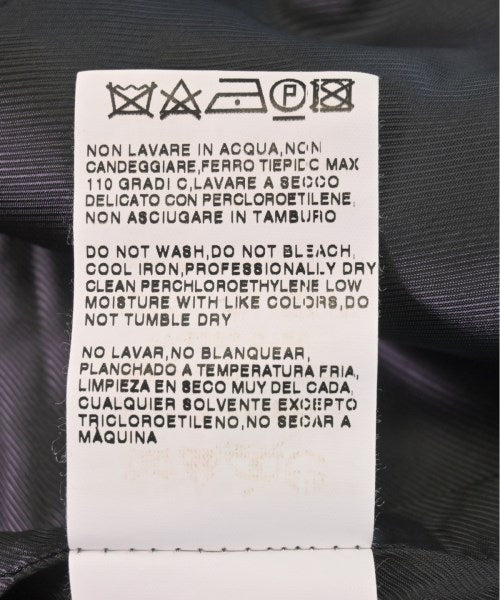 P
NON LAVARE IN ACQUA,NON
CANDEGGIARE,FERRO TIEPIDO MAX
110 GRADI C,LAVARE A SECCO
DELICATO CON PERCLOROETILENE,
NON ASCIUGARE IN TAMBURO
DO NOT WASH,DO NOT BLEACH,
COOL IRON,PROFESSIONALLY DRY
CLEAN PERCHLOROETHYLENE LOW
MOISTURE WITH LIKE COLORS,DO
NOT TUMBLE DRY
NO LAVAR,NO BLANQUEAR,
PLANCHADO A TEMPERATURA FRIA,
LIMPIEZA EN SECO MUY DEL CADA,
CUALQUIER SOLVENTE EXCEPTO
TRICLOROETILENO,NO SECAR A
MÀQUINA